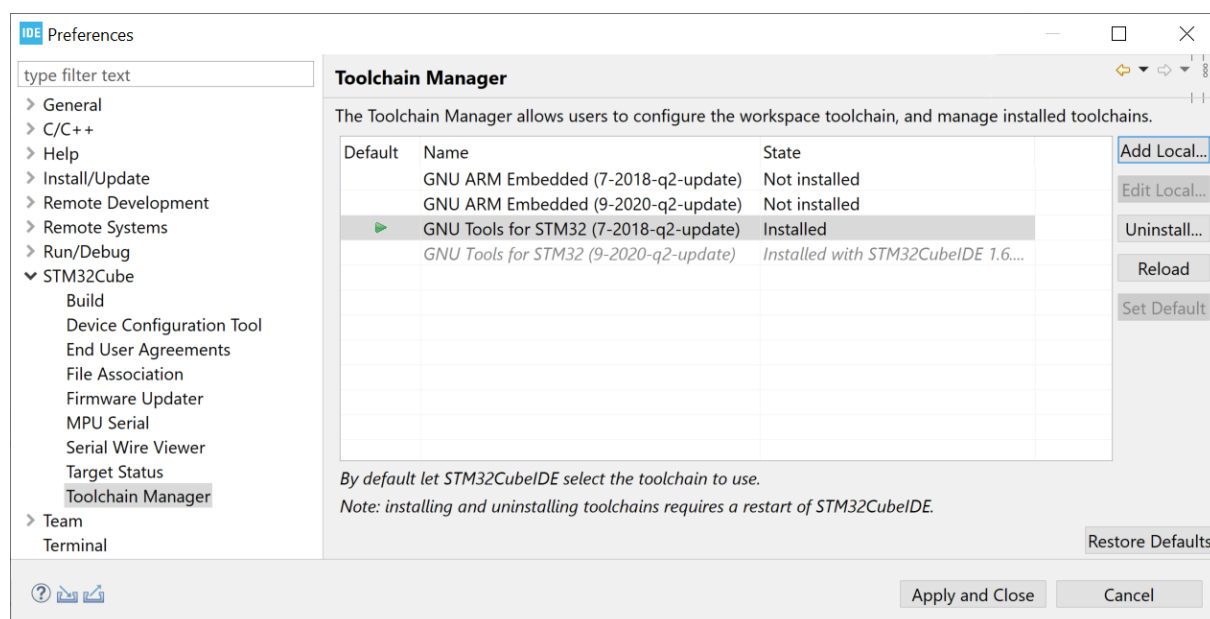 IDE Preferences
type filter text
General
C/C++
Help
Install/Update
Remote Development
Remote Systems
Run/Debug
STM32Cube
Build
Device Configuration Tool
End User Agreements
File Association
Firmware Updater
MPU Serial
Serial Wire Viewer
Target Status
Toolchain Manager
Team
Terminal
Toolchain Manager
The Toolchain Manager allows users to configure the workspace toolchain, and manage installed toolchains.
Default Name State
GNU ARM Embedded (7-2018-q2-update) Not installed
GNU ARM Embedded (9-2020-q2-update) Not installed
GNU Tools for STM32 (7-2018-q2-update) Installed
GNU Tools for STM32 (9-2020-q2-update) Installed with STM32CubeIDE 1.6....
Add Local...
Edit Local...
Uninstall...
Reload
Set Default
By default let STM32CubeIDE select the toolchain to use.
Note: installing and uninstalling toolchains requires a restart of STM32CubeIDE.
Restore Defaults
Apply and Close
Cancel